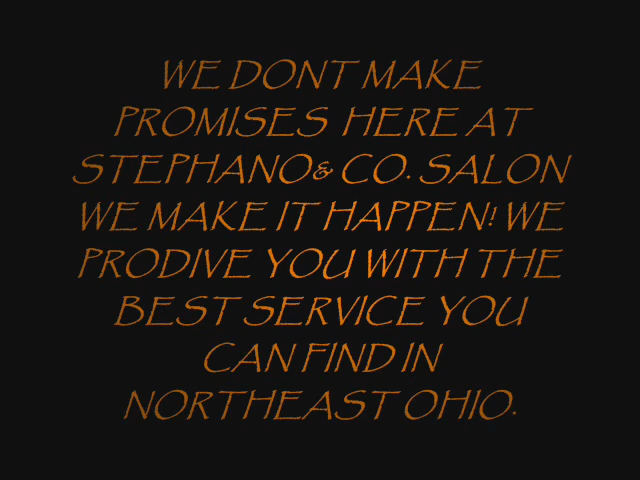 WE DONT MAKE
PROMISES HERE AT
STEPHANO & CO. SALON
WE MAKE IT HAPPEN! WE
PRODIVE YOU WITH THE
BEST SERVICE YOU
CAN FIND IN
NORTHEAST OHIO.